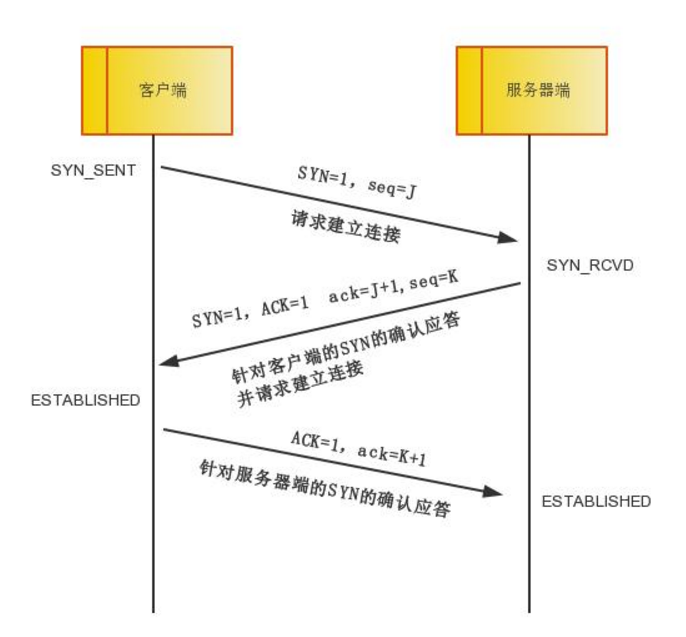 客户端
服务器端
SYN_SENT
SYN=1, seq=J
请求建立连接
SYN_RCVD
SYN=1, ACK=1 ack=J+1,seq=K
针对客户端的SYN的确认应答
并请求建立连接
ESTABLISHED
ACK=1, ack=K+1
针对服务器端的SYN的确认应答
ESTABLISHED